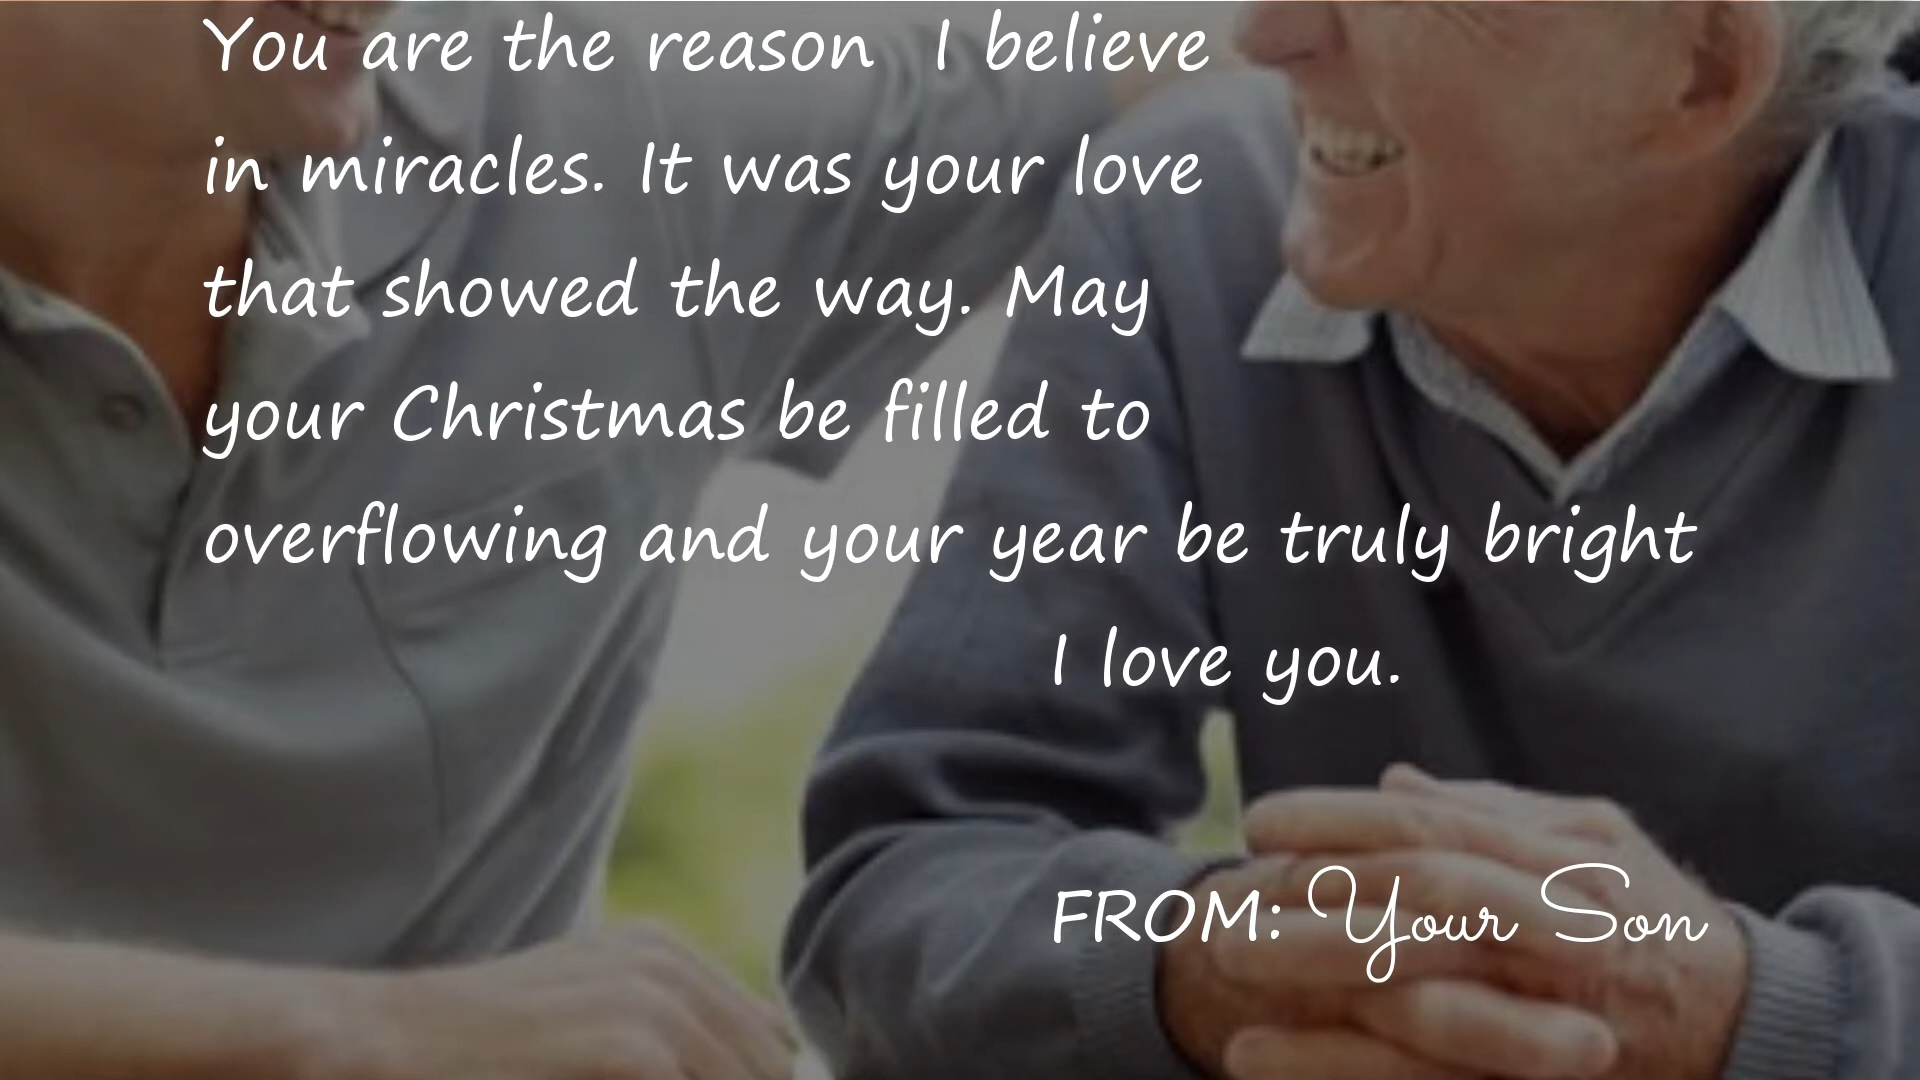 You are the reason I believe
in miracles. It was your love
that showed the way. May
your Christmas be filled to
overflowing and your year be truly bright
I love you.
FROM: Your Son